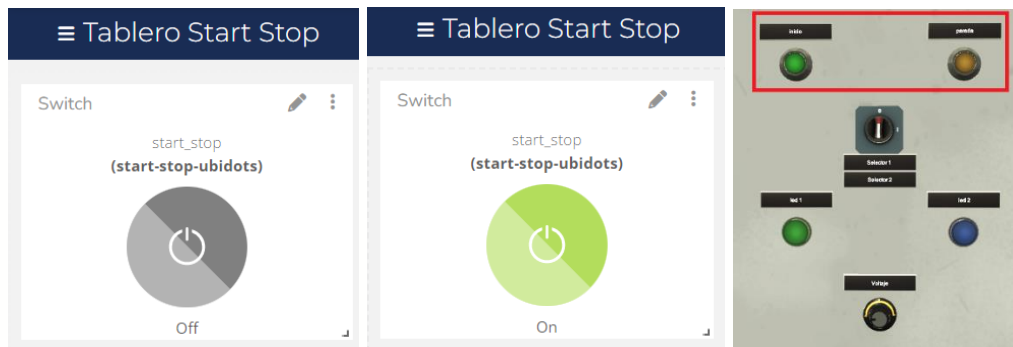 ≡ Tablero Start Stop
Switch
start_stop
(start-stop-ubidots)
Off
≡ Tablero Start Stop
Switch
start_stop
(start-stop-ubidots)
On
inicio
parada
Selector 1
Selector 2
led 1
led 2
Voltaje